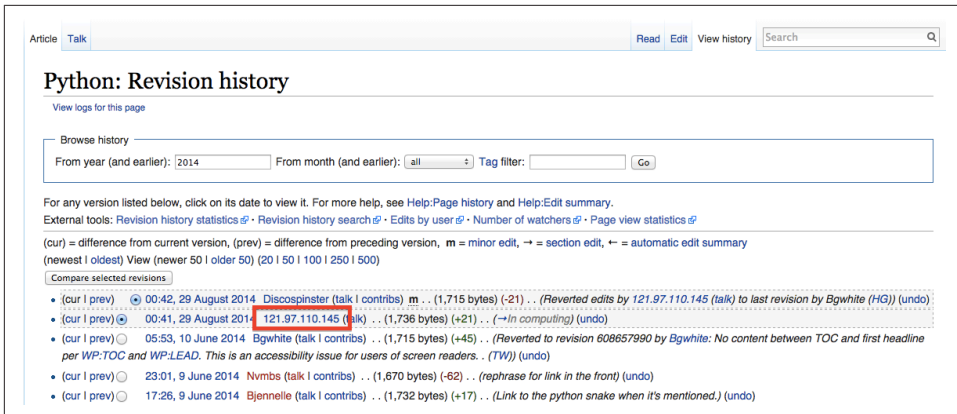 Article Talk Read Edit View history Search
Python: Revision history
View logs for this page
Browse history
From year (and earlier): 2014 From month (and earlier): all Tag filter: Go
For any version listed below, click on its date to view it. For more help, see Help:Page history and Help:Edit summary.
External tools: Revision history statistics · Revision history search · Edits by user · Number of watchers · Page view statistics
(cur) = difference from current version, (prev) = difference from preceding version, m = minor edit, → = section edit, ← = automatic edit summary
(newest | oldest) View (newer 50 | older 50) (20 | 50 | 100 | 250 | 500)
Compare selected revisions
• (cur | prev) 00:42, 29 August 2014 Discospinster (talk | contribs) m . . (1,715 bytes) (-21) . . (Reverted edits by 121.97.110.145 (talk) to last revision by Bgwhite (HG)) (undo)
• (cur | prev) 00:41, 29 August 2014 121.97.110.145 (talk) . . (1,736 bytes) (+21) . . (→In computing) (undo)
• (cur | prev) 05:53, 10 June 2014 Bgwhite (talk | contribs) . . (1,715 bytes) (+45) . . (Reverted to revision 608657990 by Bgwhite: No content between TOC and first headline
per WP:TOC and WP:LEAD. This is an accessibility issue for users of screen readers. . (TW)) (undo)
• (cur | prev) 23:01, 9 June 2014 Nvmbs (talk | contribs) . . (1,670 bytes) (-62) . . (rephrase for link in the front) (undo)
• (cur | prev) 17:26, 9 June 2014 Bjennelle (talk | contribs) . . (1,732 bytes) (+17) . . (Link to the python snake when it's mentioned.) (undo)